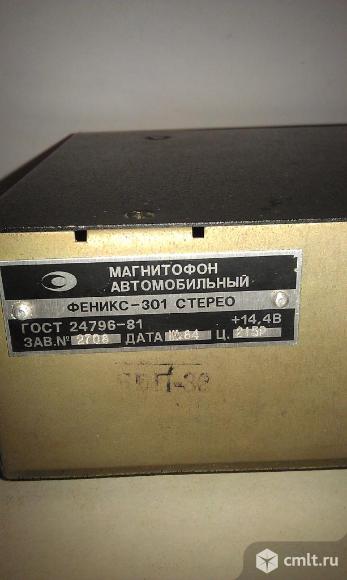 МАГНИТОФОН
АВТОМОБИЛЬНЫЙ
ФЕНИКС-301 СТЕРЕО
ГОСТ 24796-81 +14,4В
ЗАВ.№ 2708 ДАТА Ц. 215Р
cmlt.ru